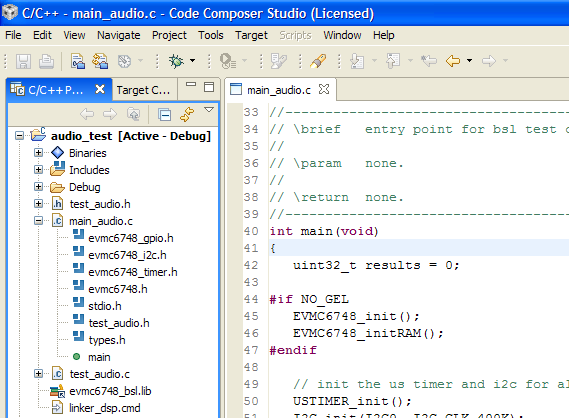 C/C++ - main_audio.c - Code Composer Studio (Licensed)
File Edit View Navigate Project Target Tools Scripts Window Help
C/C++ P...
Target C...
audio_test [Active - Debug]
Binaries
Includes
Debug
test_audio.h
main_audio.c
evmc6748_gpio.h
evmc6748_i2c.h
evmc6748_timer.h
evmc6748.h
stdio.h
test_audio.h
types.h
main
test_audio.c
evmc6748_bsl.lib
linker_dsp.cmd
main_audio.c
33 //-----------------------------------
34 // \brief entry point for bsl test
35 //
36 // \param none.
37 //
38 // \return none.
39 //-----------------------------------
40 int main(void)
41 {
42 uint32_t results = 0;
43
44 #if NO_GEL
45 EVMC6748_init();
46 EVMC6748_initRAM();
47 #endif
48
49 // init the us timer and i2c for al
50 USTIMER_init();
51 I2C_init(I2C0, I2C_CLK_400K);